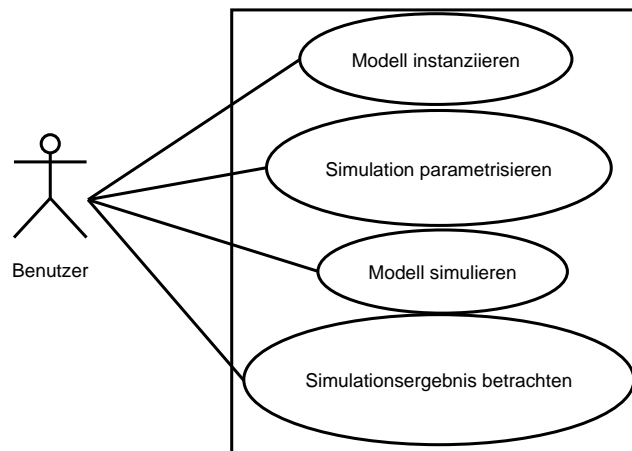 Modell instanziieren
Simulation parametrisieren
Benutzer
Modell simulieren
Simulationsergebnis betrachten